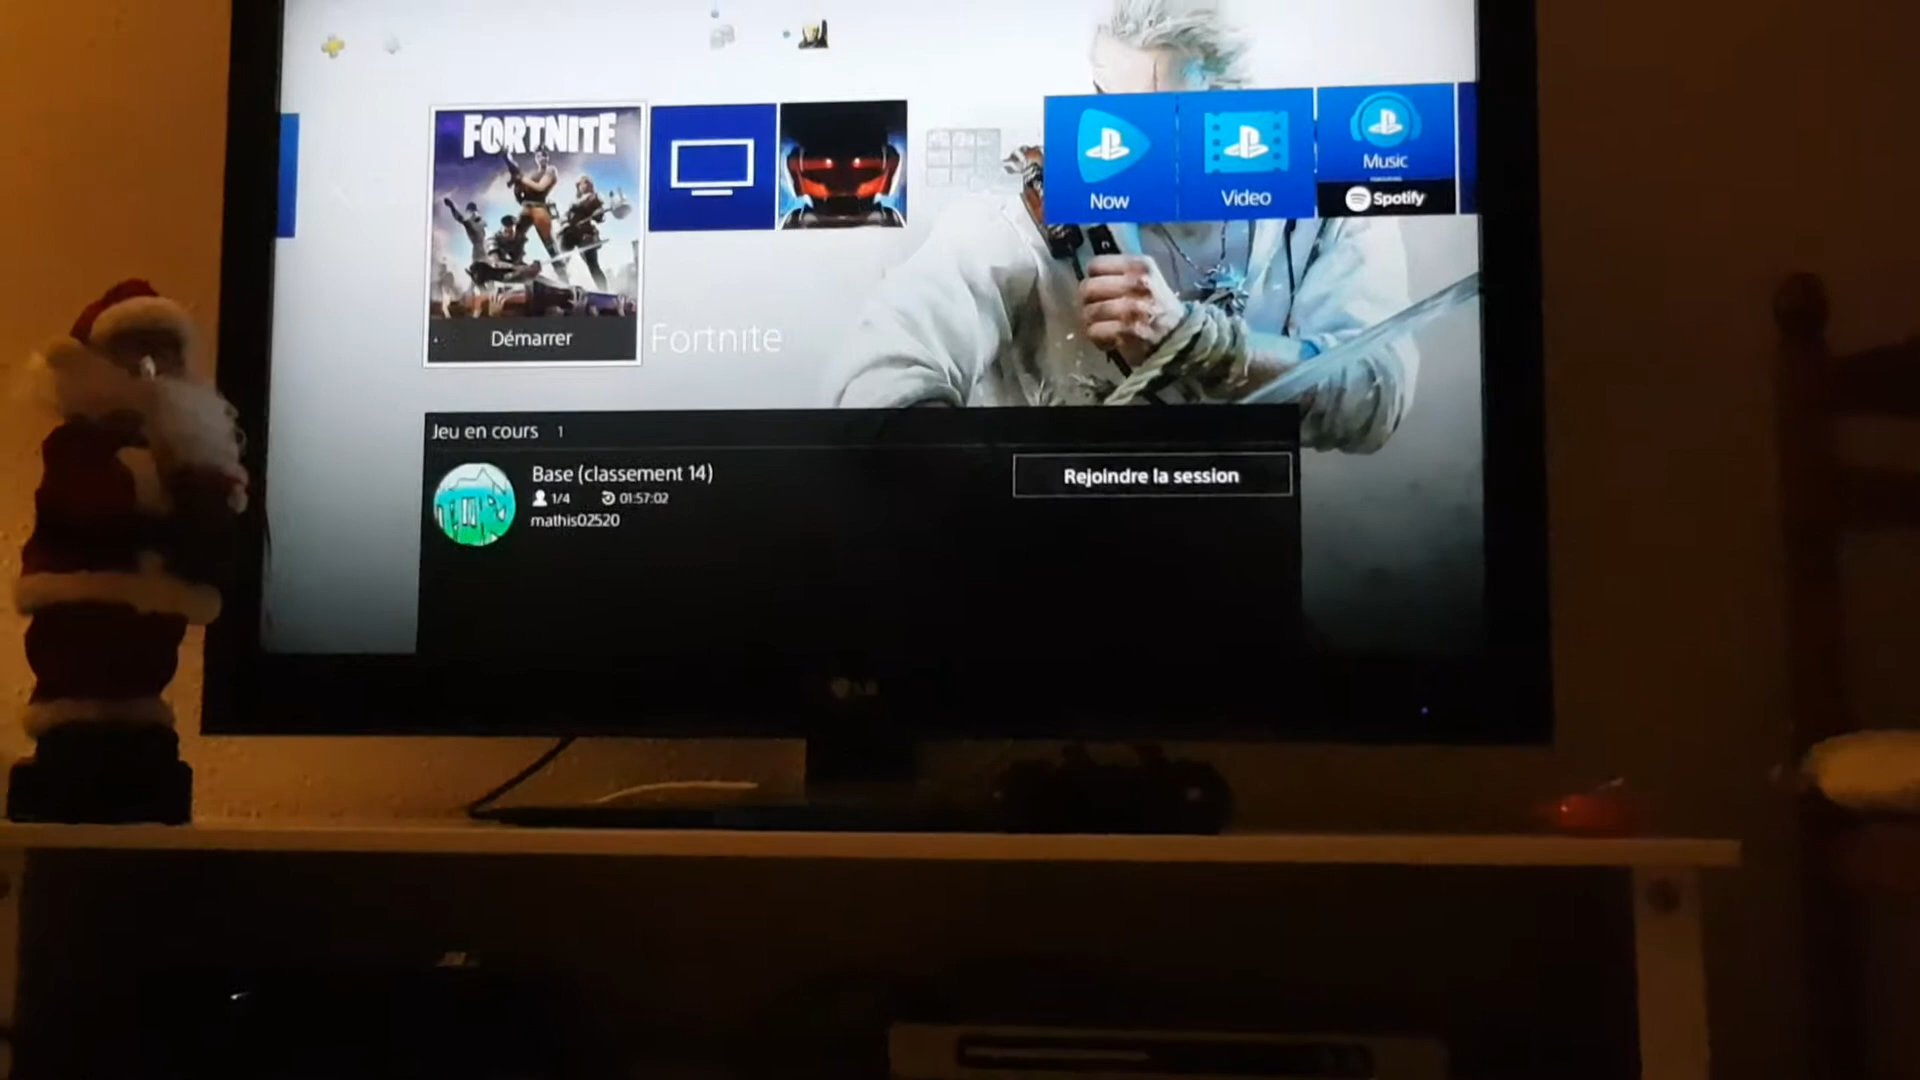 FORTNITE
Démarrer
Fortnite
Now
Video
Music
Spotify
Jeu en cours 1
Base (classement 14)
1/4 01:57:02
mathis02520
Rejoindre la session
LG